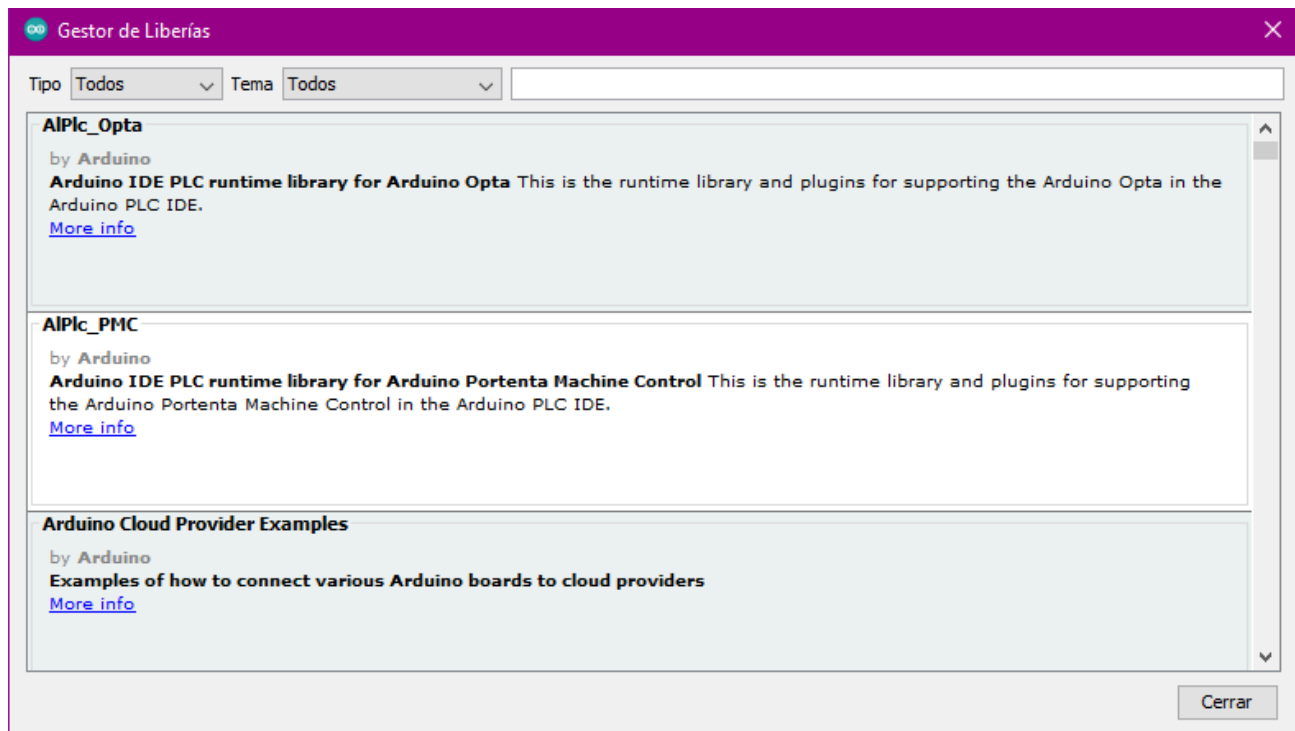 Gestor de Liberías
Tipo Todos Tema Todos
AlPlc_Opta
by Arduino
Arduino IDE PLC runtime library for Arduino Opta This is the runtime library and plugins for supporting the Arduino Opta in the
Arduino PLC IDE.
More info
AlPlc_PMC
by Arduino
Arduino IDE PLC runtime library for Arduino Portenta Machine Control This is the runtime library and plugins for supporting
the Arduino Portenta Machine Control in the Arduino PLC IDE.
More info
Arduino Cloud Provider Examples
by Arduino
Examples of how to connect various Arduino boards to cloud providers
More info
Cerrar